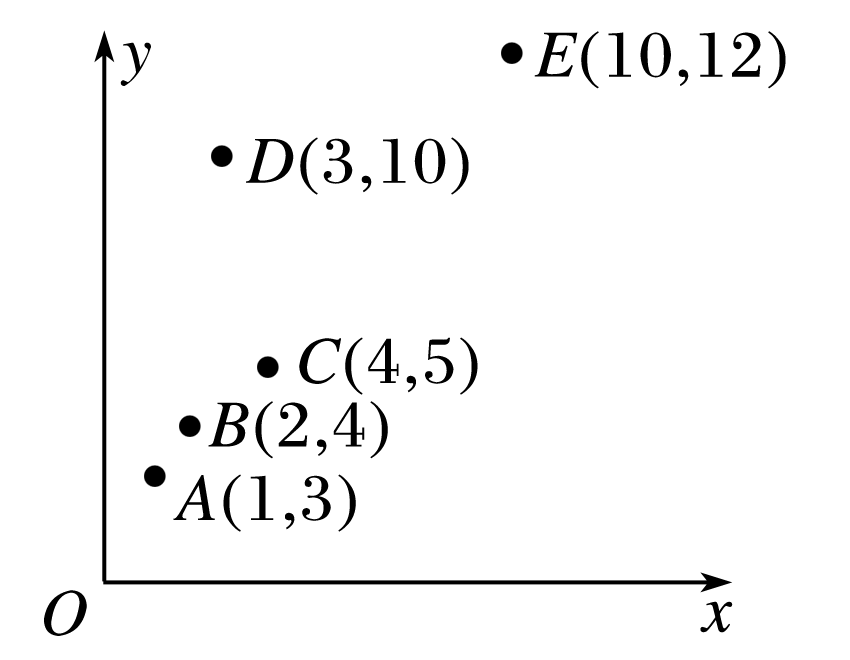 y
E(10,12)
D(3,10)
C(4,5)
B(2,4)
A(1,3)
O
x